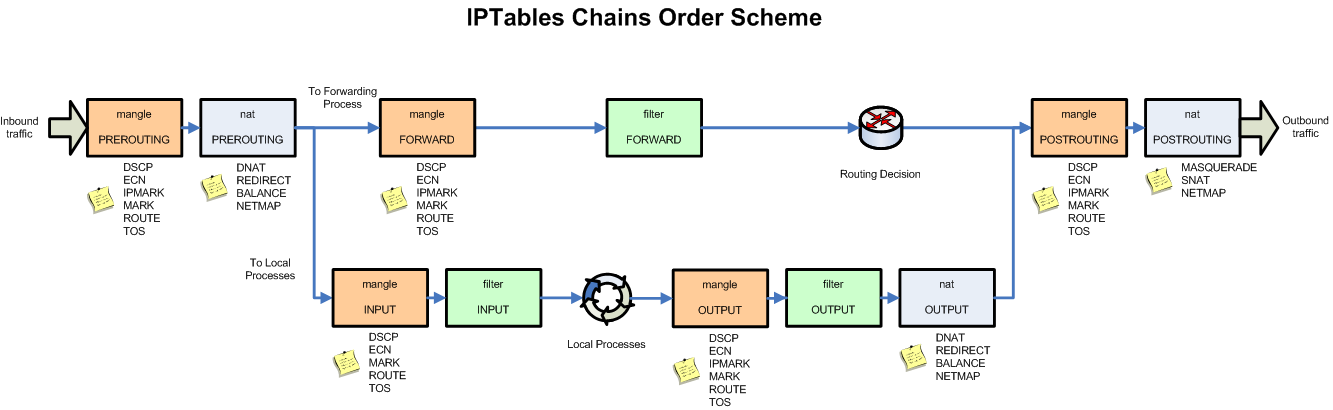 IPTables Chains Order Scheme
Inbound
traffic
mangle
PREROUTING
DSCP
ECN
IPMARK
MARK
ROUTE
TOS
nat
PREROUTING
DNAT
REDIRECT
BALANCE
NETMAP
To Forwarding
Process
mangle
FORWARD
DSCP
ECN
IPMARK
MARK
ROUTE
TOS
filter
FORWARD
Routing Decision
mangle
POSTROUTING
DSCP
ECN
IPMARK
MARK
ROUTE
TOS
nat
POSTROUTING
MASQUERADE
SNAT
NETMAP
Outbound
traffic
To Local
Processes
mangle
INPUT
DSCP
ECN
MARK
ROUTE
TOS
filter
INPUT
Local Processes
mangle
OUTPUT
DSCP
ECN
IPMARK
MARK
ROUTE
TOS
filter
OUTPUT
nat
OUTPUT
DNAT
REDIRECT
BALANCE
NETMAP